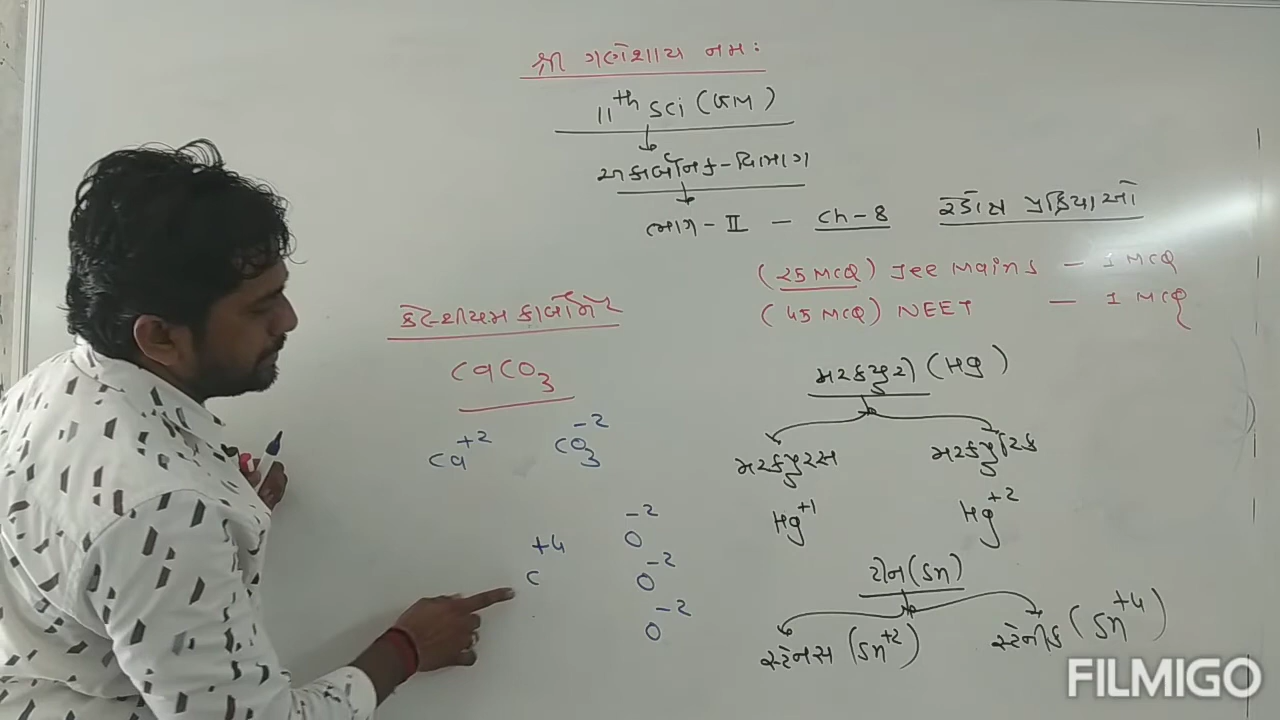 શ્રી ગણેશાય નમઃ
11th Sci (GM)
અકાર્બનિક-વિભાગ
ભાગ-II - Ch-8 રેડોક્ષ પ્રક્રિયાઓ
(25 MCQ) Jee Mains - 1 MCQ
(45 MCQ) NEET - 1 MCQ
કેલ્શીયમ કાર્બોનેટ
CaCO3
Ca+2 CO3-2
C+4
O-2
O-2
O-2
મરક્યુરી (Hg)
મરક્યુરસ મરક્યુરિક
Hg+1 Hg+2
ટીન (Sn)
સ્ટેનસ (Sn+2) સ્ટેનીક (Sn+4)
FILMIGO